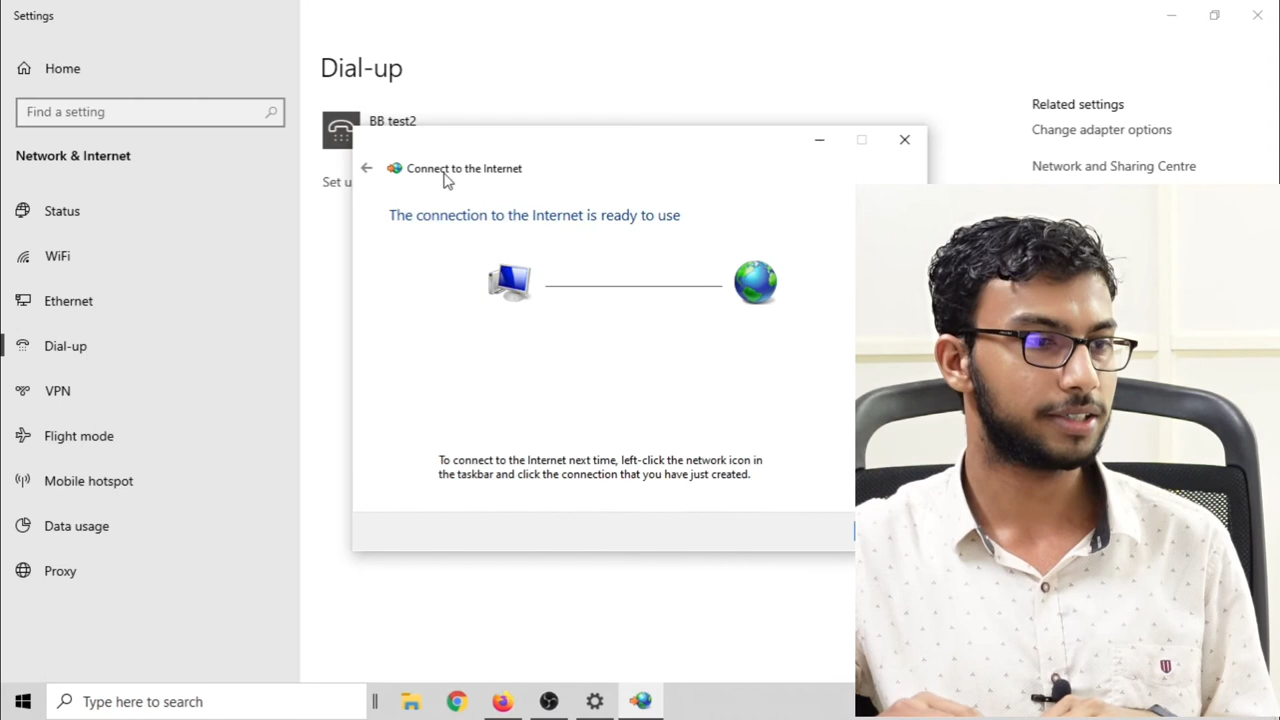 Settings
Home
Find a setting
Network & Internet
Status
WiFi
Ethernet
Dial-up
VPN
Flight mode
Mobile hotspot
Data usage
Proxy
Dial-up
BB test2
Set u
Connect to the Internet
The connection to the Internet is ready to use
To connect to the Internet next time, left-click the network icon in
the taskbar and click the connection that you have just created.
Related settings
Change adapter options
Network and Sharing Centre
Type here to search